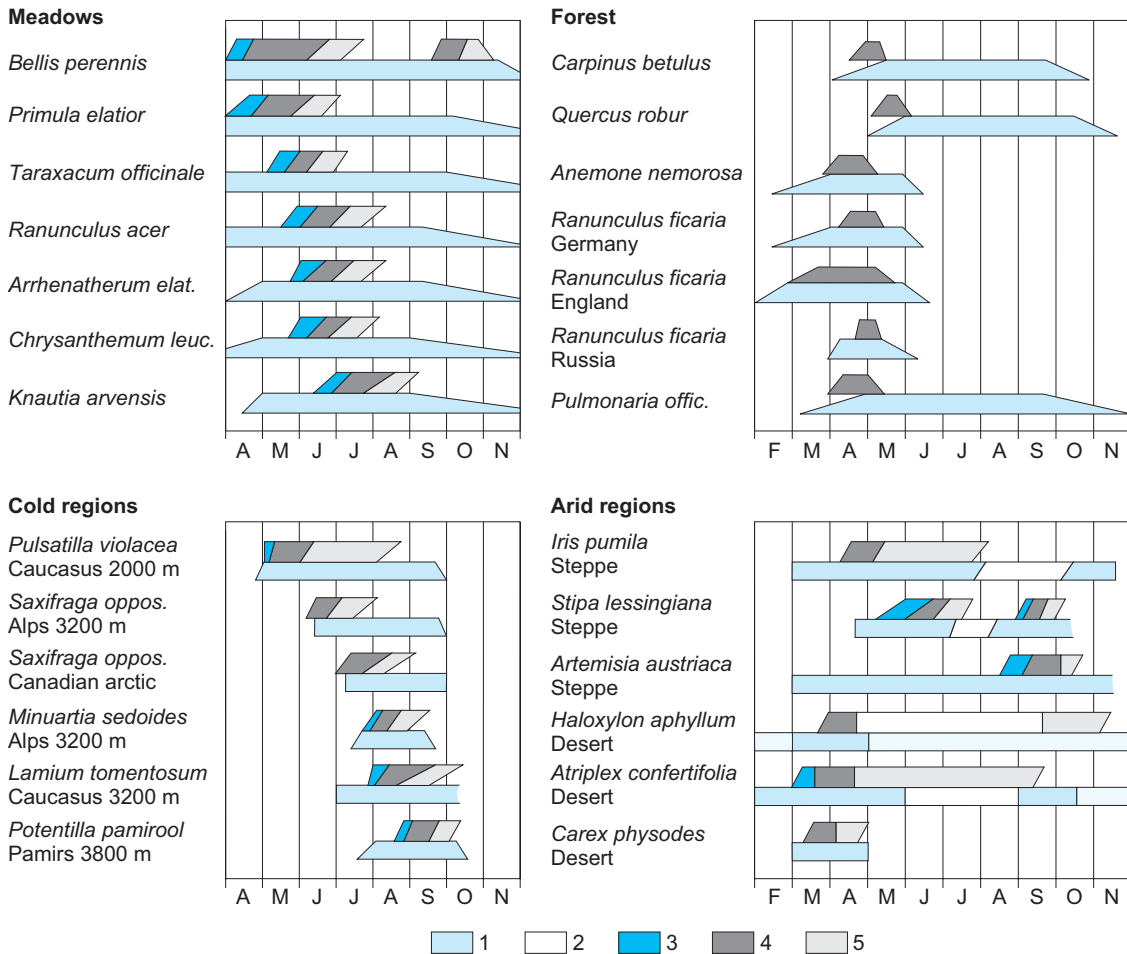 Meadows
Bellis perennis
Primula elatior
Taraxacum officinale
Ranunculus acer
Arrhenatherum elat.
Chrysanthemum leuc.
Knautia arvensis
A M J J A S O N
Forest
Carpinus betulus
Quercus robur
Anemone nemorosa
Ranunculus ficaria
Germany
Ranunculus ficaria
England
Ranunculus ficaria
Russia
Pulmonaria offic.
F M A M J J A S O N
Cold regions
Pulsatilla violacea
Caucasus 2000 m
Saxifraga oppos.
Alps 3200 m
Saxifraga oppos.
Canadian arctic
Minuartia sedoides
Alps 3200 m
Lamium tomentosum
Caucasus 3200 m
Potentilla pamirool
Pamirs 3800 m
A M J J A S O N
Arid regions
Iris pumila
Steppe
Stipa lessingiana
Steppe
Artemisia austriaca
Steppe
Haloxylon aphyllum
Desert
Atriplex confertifolia
Desert
Carex physodes
Desert
F M A M J J A S O N
1 2 3 4 5